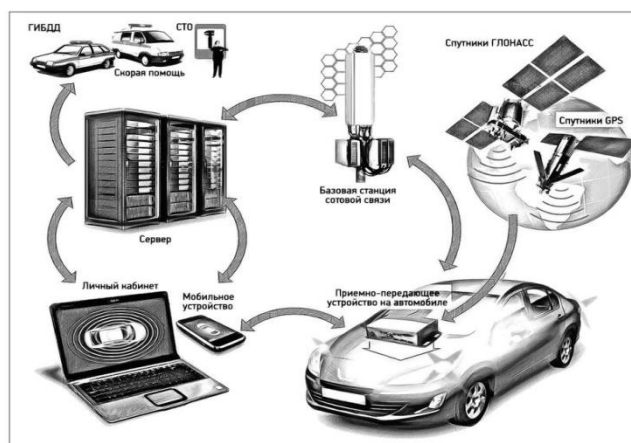 ГИБДД
СТО
Скорая помощь
Спутники ГЛОНАСС
Спутники GPS
Базовая станция
сотовой связи
Сервер
Личный кабинет
Мобильное
устройство
Приемно-передающее
устройство на автомобиле